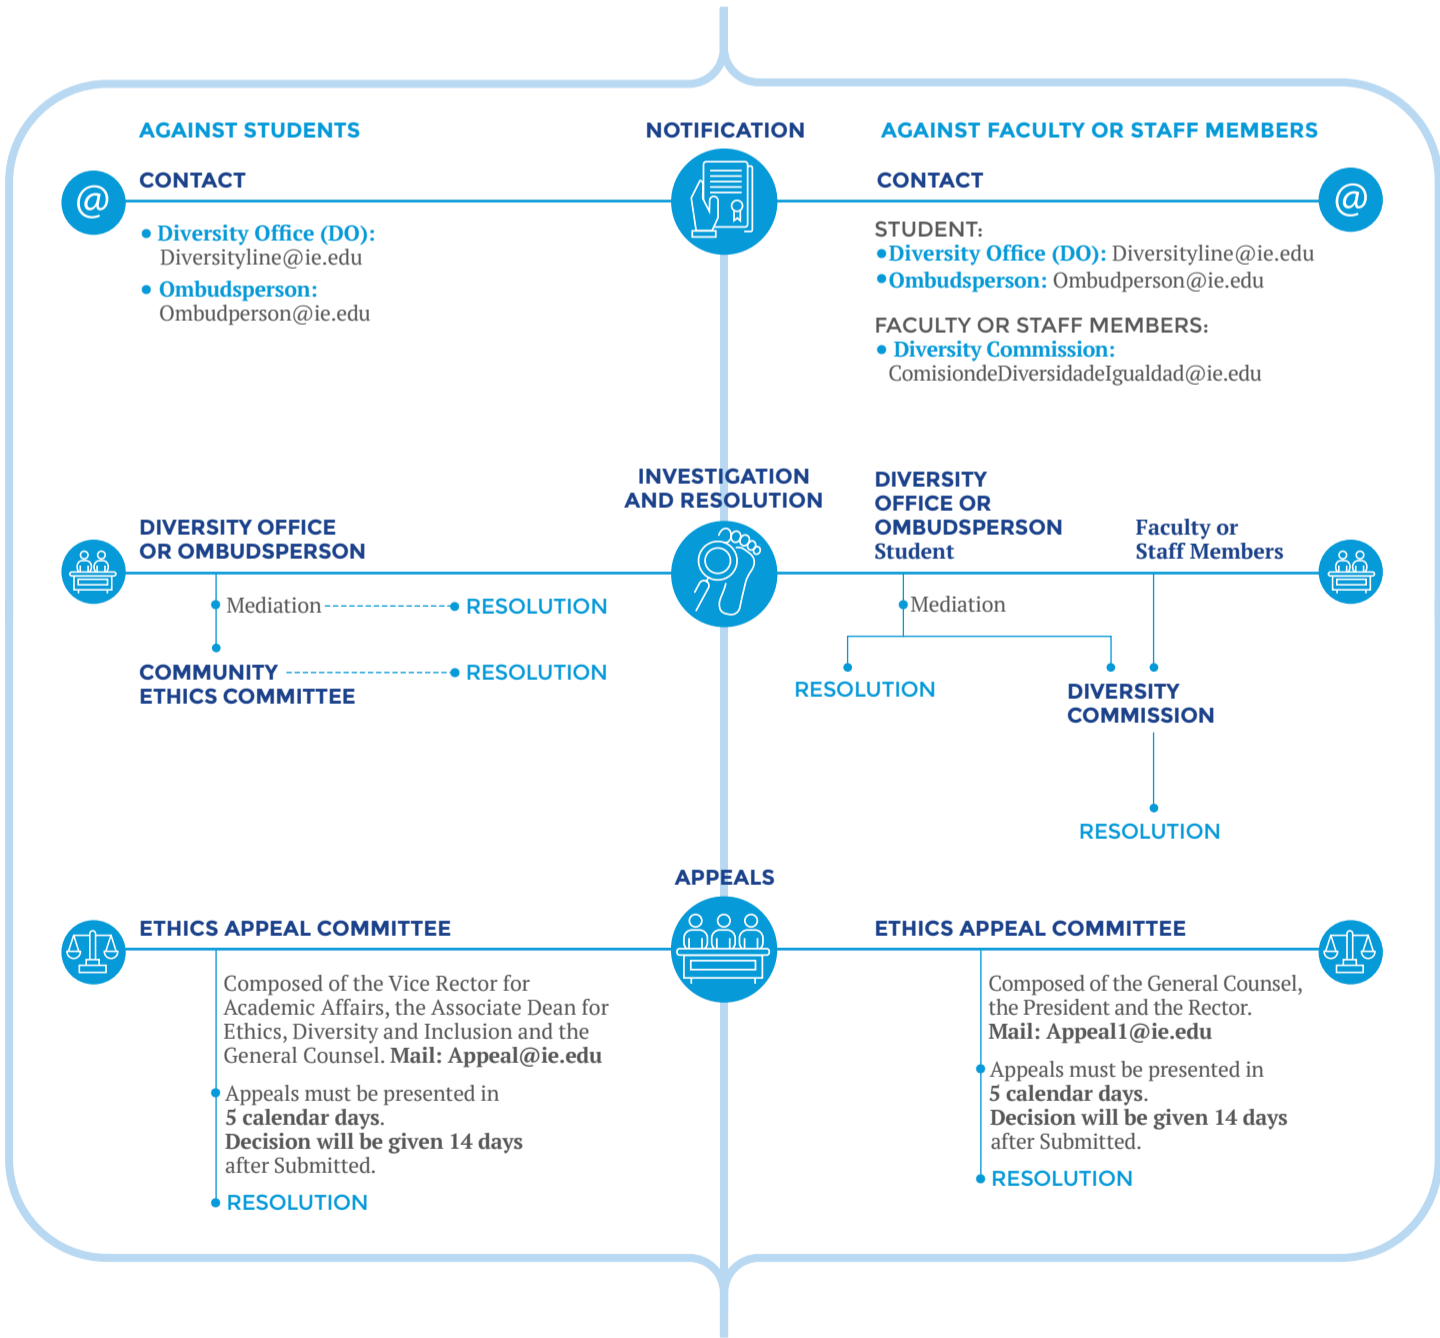 AGAINST STUDENTS
NOTIFICATION
AGAINST FACULTY OR STAFF MEMBERS
@
CONTACT
• Diversity Office (DO):
Diversityline@ie.edu
• Ombudsperson:
Ombudperson@ie.edu
CONTACT
@
STUDENT:
•Diversity Office (DO): Diversityline@ie.edu
•Ombudsperson: Ombudperson@ie.edu
FACULTY OR STAFF MEMBERS:
• Diversity Commission:
ComisiondeDiversidadeIgualdad@ie.edu
INVESTIGATION
AND RESOLUTION
DIVERSITY OFFICE
OR OMBUDSPERSON
Mediation
RESOLUTION
COMMUNITY
ETHICS COMMITTEE
RESOLUTION
DIVERSITY
OFFICE OR
OMBUDSPERSON
Student
Faculty or
Staff Members
Mediation
RESOLUTION
DIVERSITY
COMMISSION
RESOLUTION
APPEALS
ETHICS APPEAL COMMITTEE
Composed of the Vice Rector for
Academic Affairs, the Associate Dean for
Ethics, Diversity and Inclusion and the
General Counsel. Mail: Appeal@ie.edu
Appeals must be presented in
5 calendar days.
Decision will be given 14 days
after Submitted.
RESOLUTION
ETHICS APPEAL COMMITTEE
Composed of the General Counsel,
the President and the Rector.
Mail: Appeal1@ie.edu
Appeals must be presented in
5 calendar days.
Decision will be given 14 days
after Submitted.
RESOLUTION